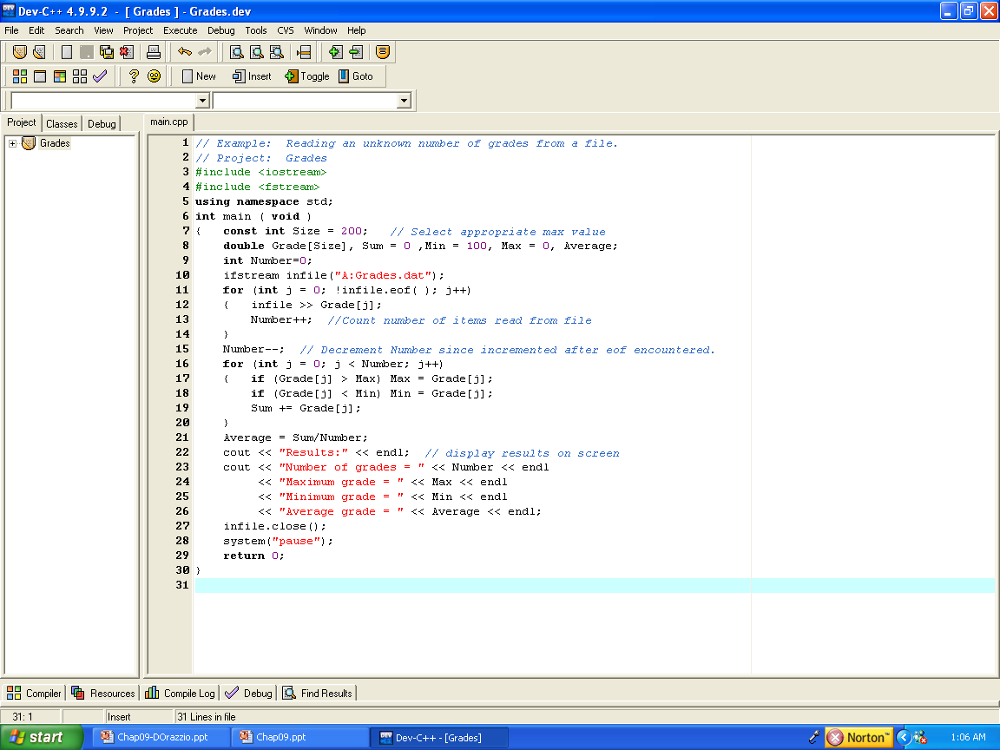 Dev-C++ 4.9.9.2 - [ Grades ] - Grades.dev
File Edit Search View Project Execute Debug Tools CVS Window Help
New Insert Toggle Goto
Project Classes Debug
main.cpp
Grades
1 // Example:  Reading an unknown number of grades from a file.
2 // Project:  Grades
3 #include <iostream>
4 #include <fstream>
5 using namespace std;
6 int main ( void )
7 {   const int Size = 200;   // Select appropriate max value
8     double Grade[Size], Sum = 0 ,Min = 100, Max = 0, Average;
9     int Number=0;
10     ifstream infile("A:Grades.dat");
11     for (int j = 0; !infile.eof( ); j++)
12     {   infile >> Grade[j];
13         Number++;  //Count number of items read from file
14     }
15     Number--;  // Decrement Number since incremented after eof encountered.
16     for (int j = 0; j < Number; j++)
17     {   if (Grade[j] > Max) Max = Grade[j];
18         if (Grade[j] < Min) Min = Grade[j];
19         Sum += Grade[j];
20     }
21     Average = Sum/Number;
22     cout << "Results:" << endl;  // display results on screen
23     cout << "Number of grades = " << Number << endl
24          << "Maximum grade = " << Max << endl
25          << "Minimum grade = " << Min << endl
26          << "Average grade = " << Average << endl;
27     infile.close();
28     system("pause");
29     return 0;
30 }
31
Compiler Resources Compile Log Debug Find Results
31: 1 Insert 31 Lines in file
start Chap09-DOrazzio.ppt Chap09.ppt Dev-C++ - [Grades] Norton™ 1:06 AM